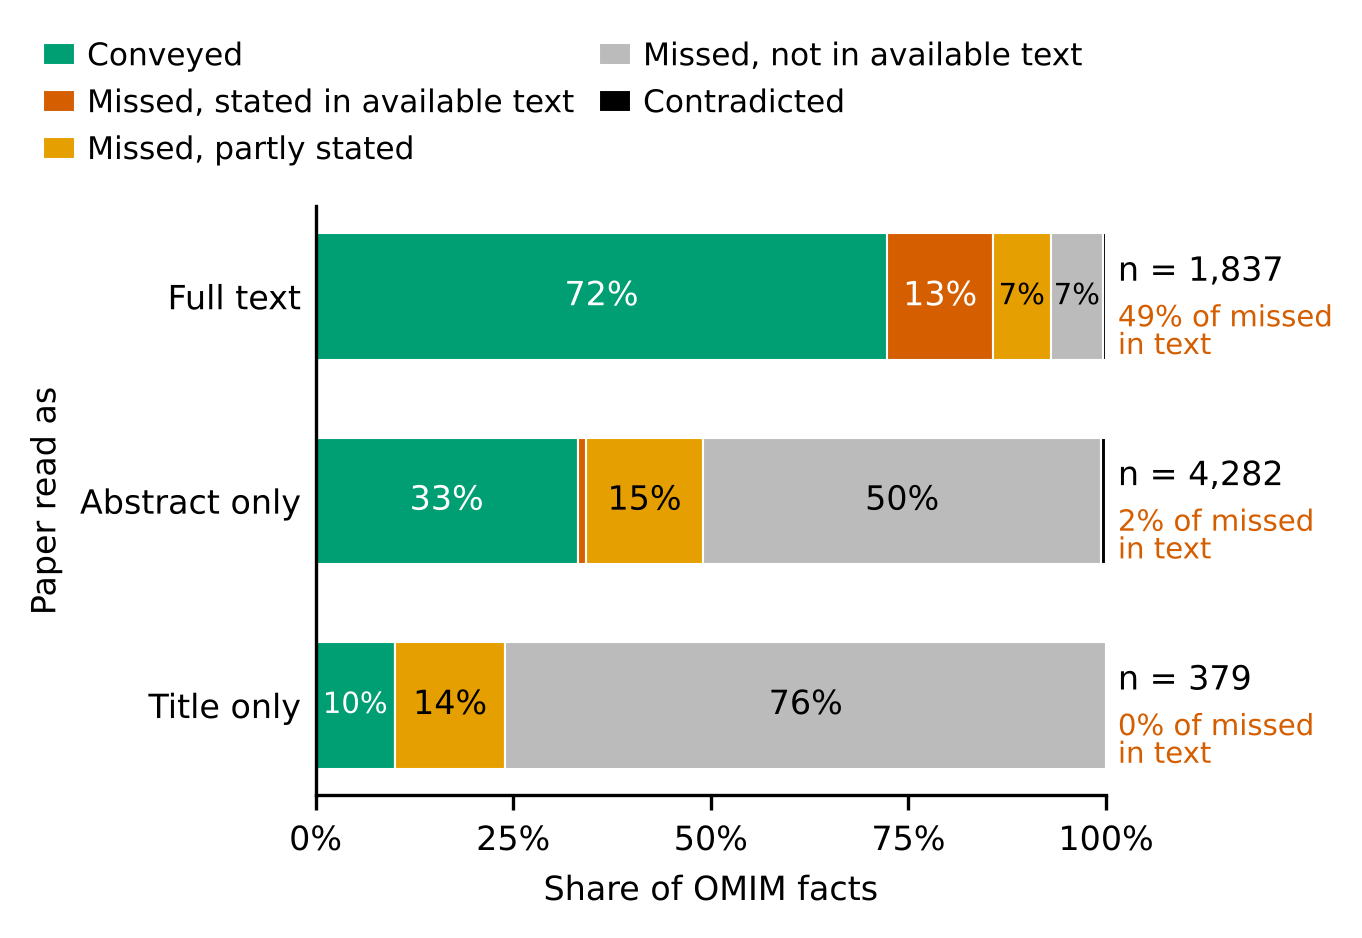 Conveyed
Missed, stated in available text
Missed, partly stated
Missed, not in available text
Contradicted
Paper read as
Full text
72%
13%
7%
7%
n = 1,837
49% of missed
in text
Abstract only
33%
15%
50%
n = 4,282
2% of missed
in text
Title only
10%
14%
76%
n = 379
0% of missed
in text
0%
25%
50%
75%
100%
Share of OMIM facts